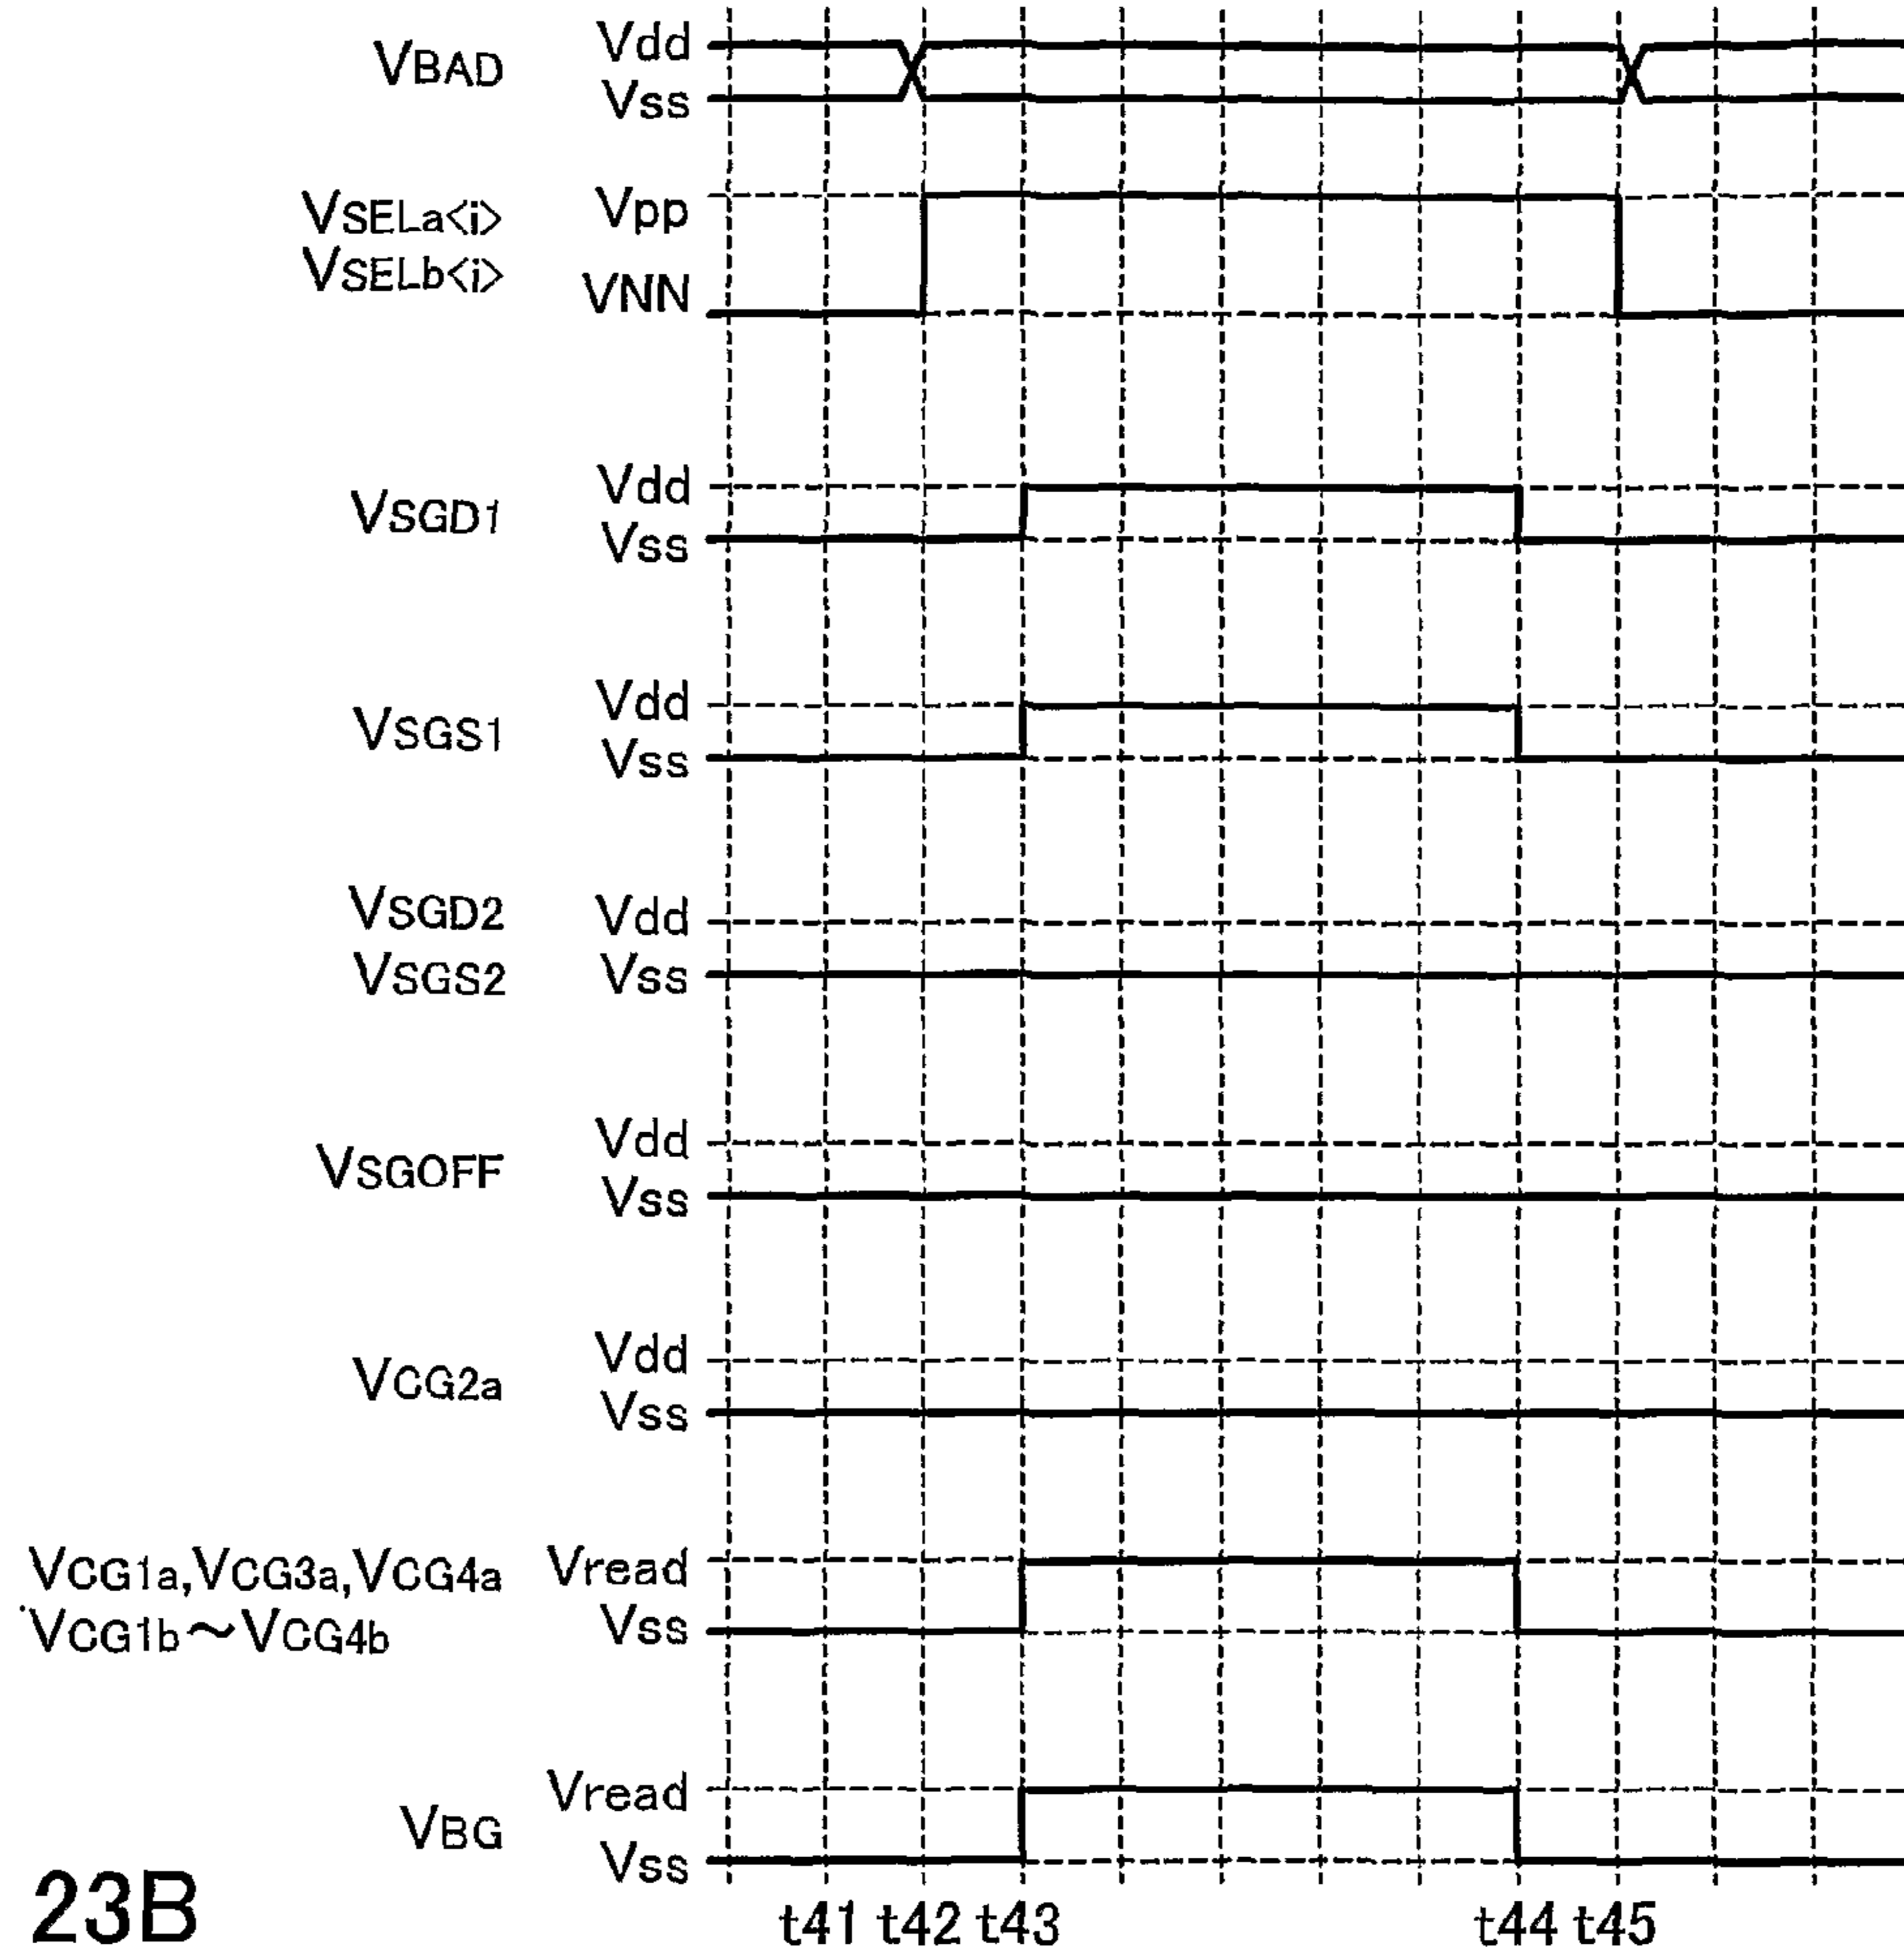 VBAD Vdd
Vss
VSELa<i> Vpp
VSELb<i> VNN
VSGD1 Vdd
Vss
VSGS1 Vdd
Vss
VSGD2 Vdd
VSGS2 Vss
VSGOFF Vdd
Vss
VCG2a Vdd
Vss
VCG1a,VCG3a,VCG4a Vread
VCG1b～VCG4b Vss
VBG Vread
Vss
23B
t41 t42 t43 t44 t45